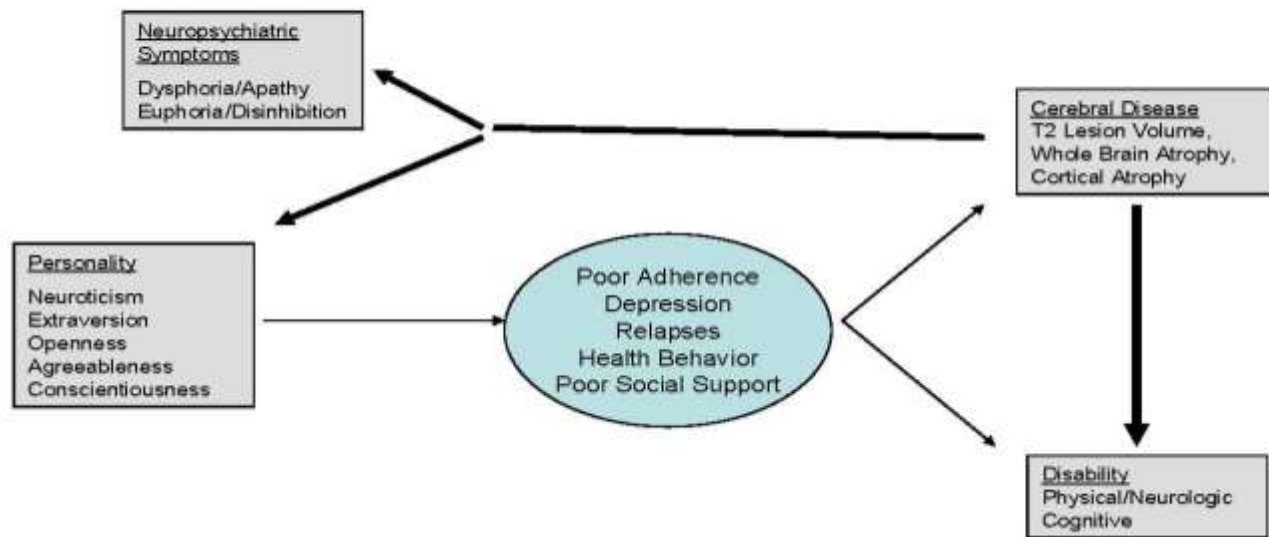 Neuropsychiatric
Symptoms
Dysphoria/Apathy
Euphoria/Disinhibition
Cerebral Disease
T2 Lesion Volume,
Whole Brain Atrophy,
Cortical Atrophy
Personality
Neuroticism
Extraversion
Openness
Agreeableness
Conscientiousness
Poor Adherence
Depression
Relapses
Health Behavior
Poor Social Support
Disability
Physical/Neurologic
Cognitive